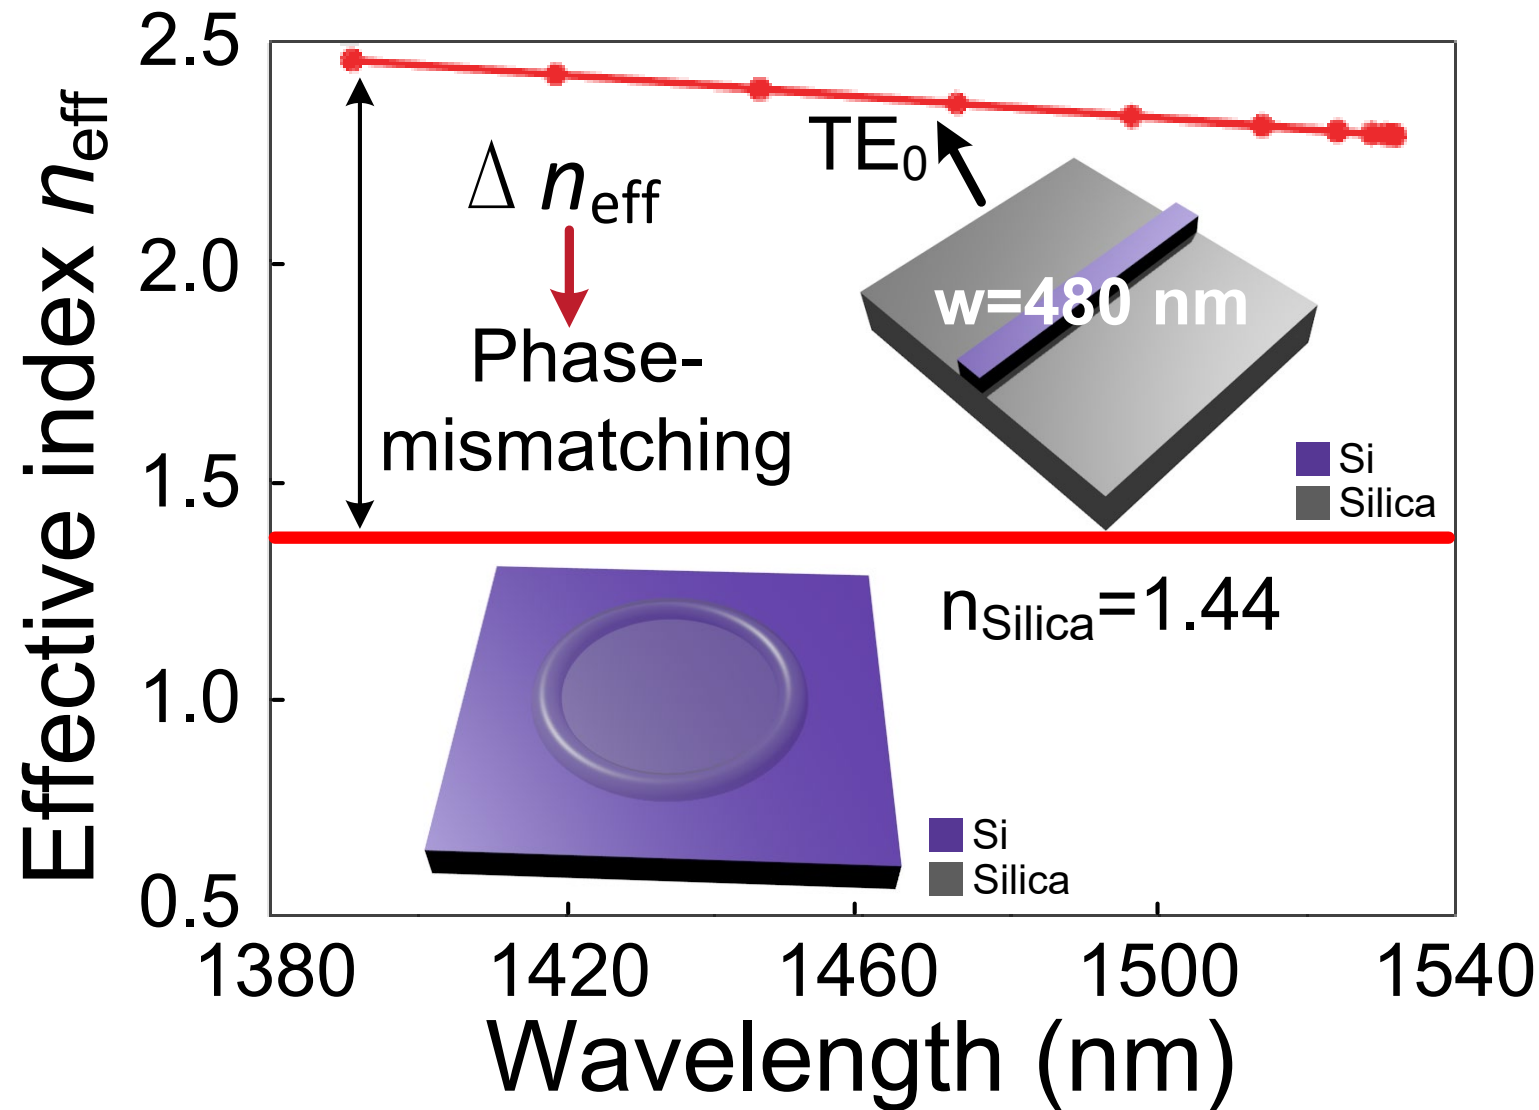 Effective index neff
2.5
2.0
1.5
1.0
0.5
TE0
Δ neff
w=480 nm
Phase-
mismatching
Si
Silica
nSilica=1.44
Si
Silica
1380 1420 1460 1500 1540
Wavelength (nm)